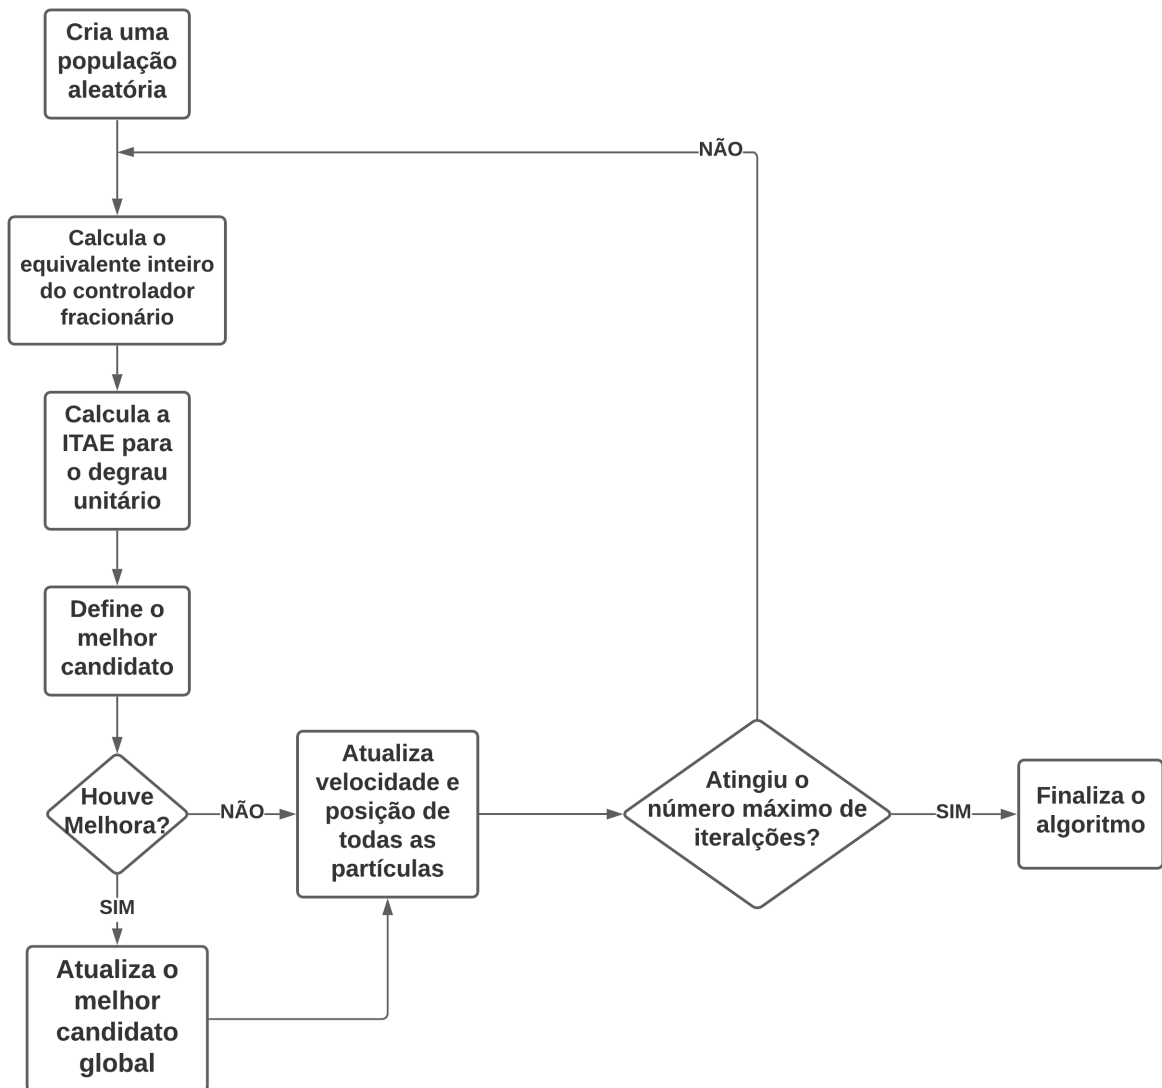 Cria uma
população
aleatória
NÃO
Calcula o
equivalente inteiro
do controlador
fracionário
Calcula a
ITAE para
o degrau
unitário
Define o
melhor
candidato
Houve
Melhora?
NÃO
Atualiza
velocidade e
posição de
todas as
partículas
Atingiu o
número máximo de
iteralções?
SIM
Finaliza o
algoritmo
SIM
Atualiza o
melhor
candidato
global